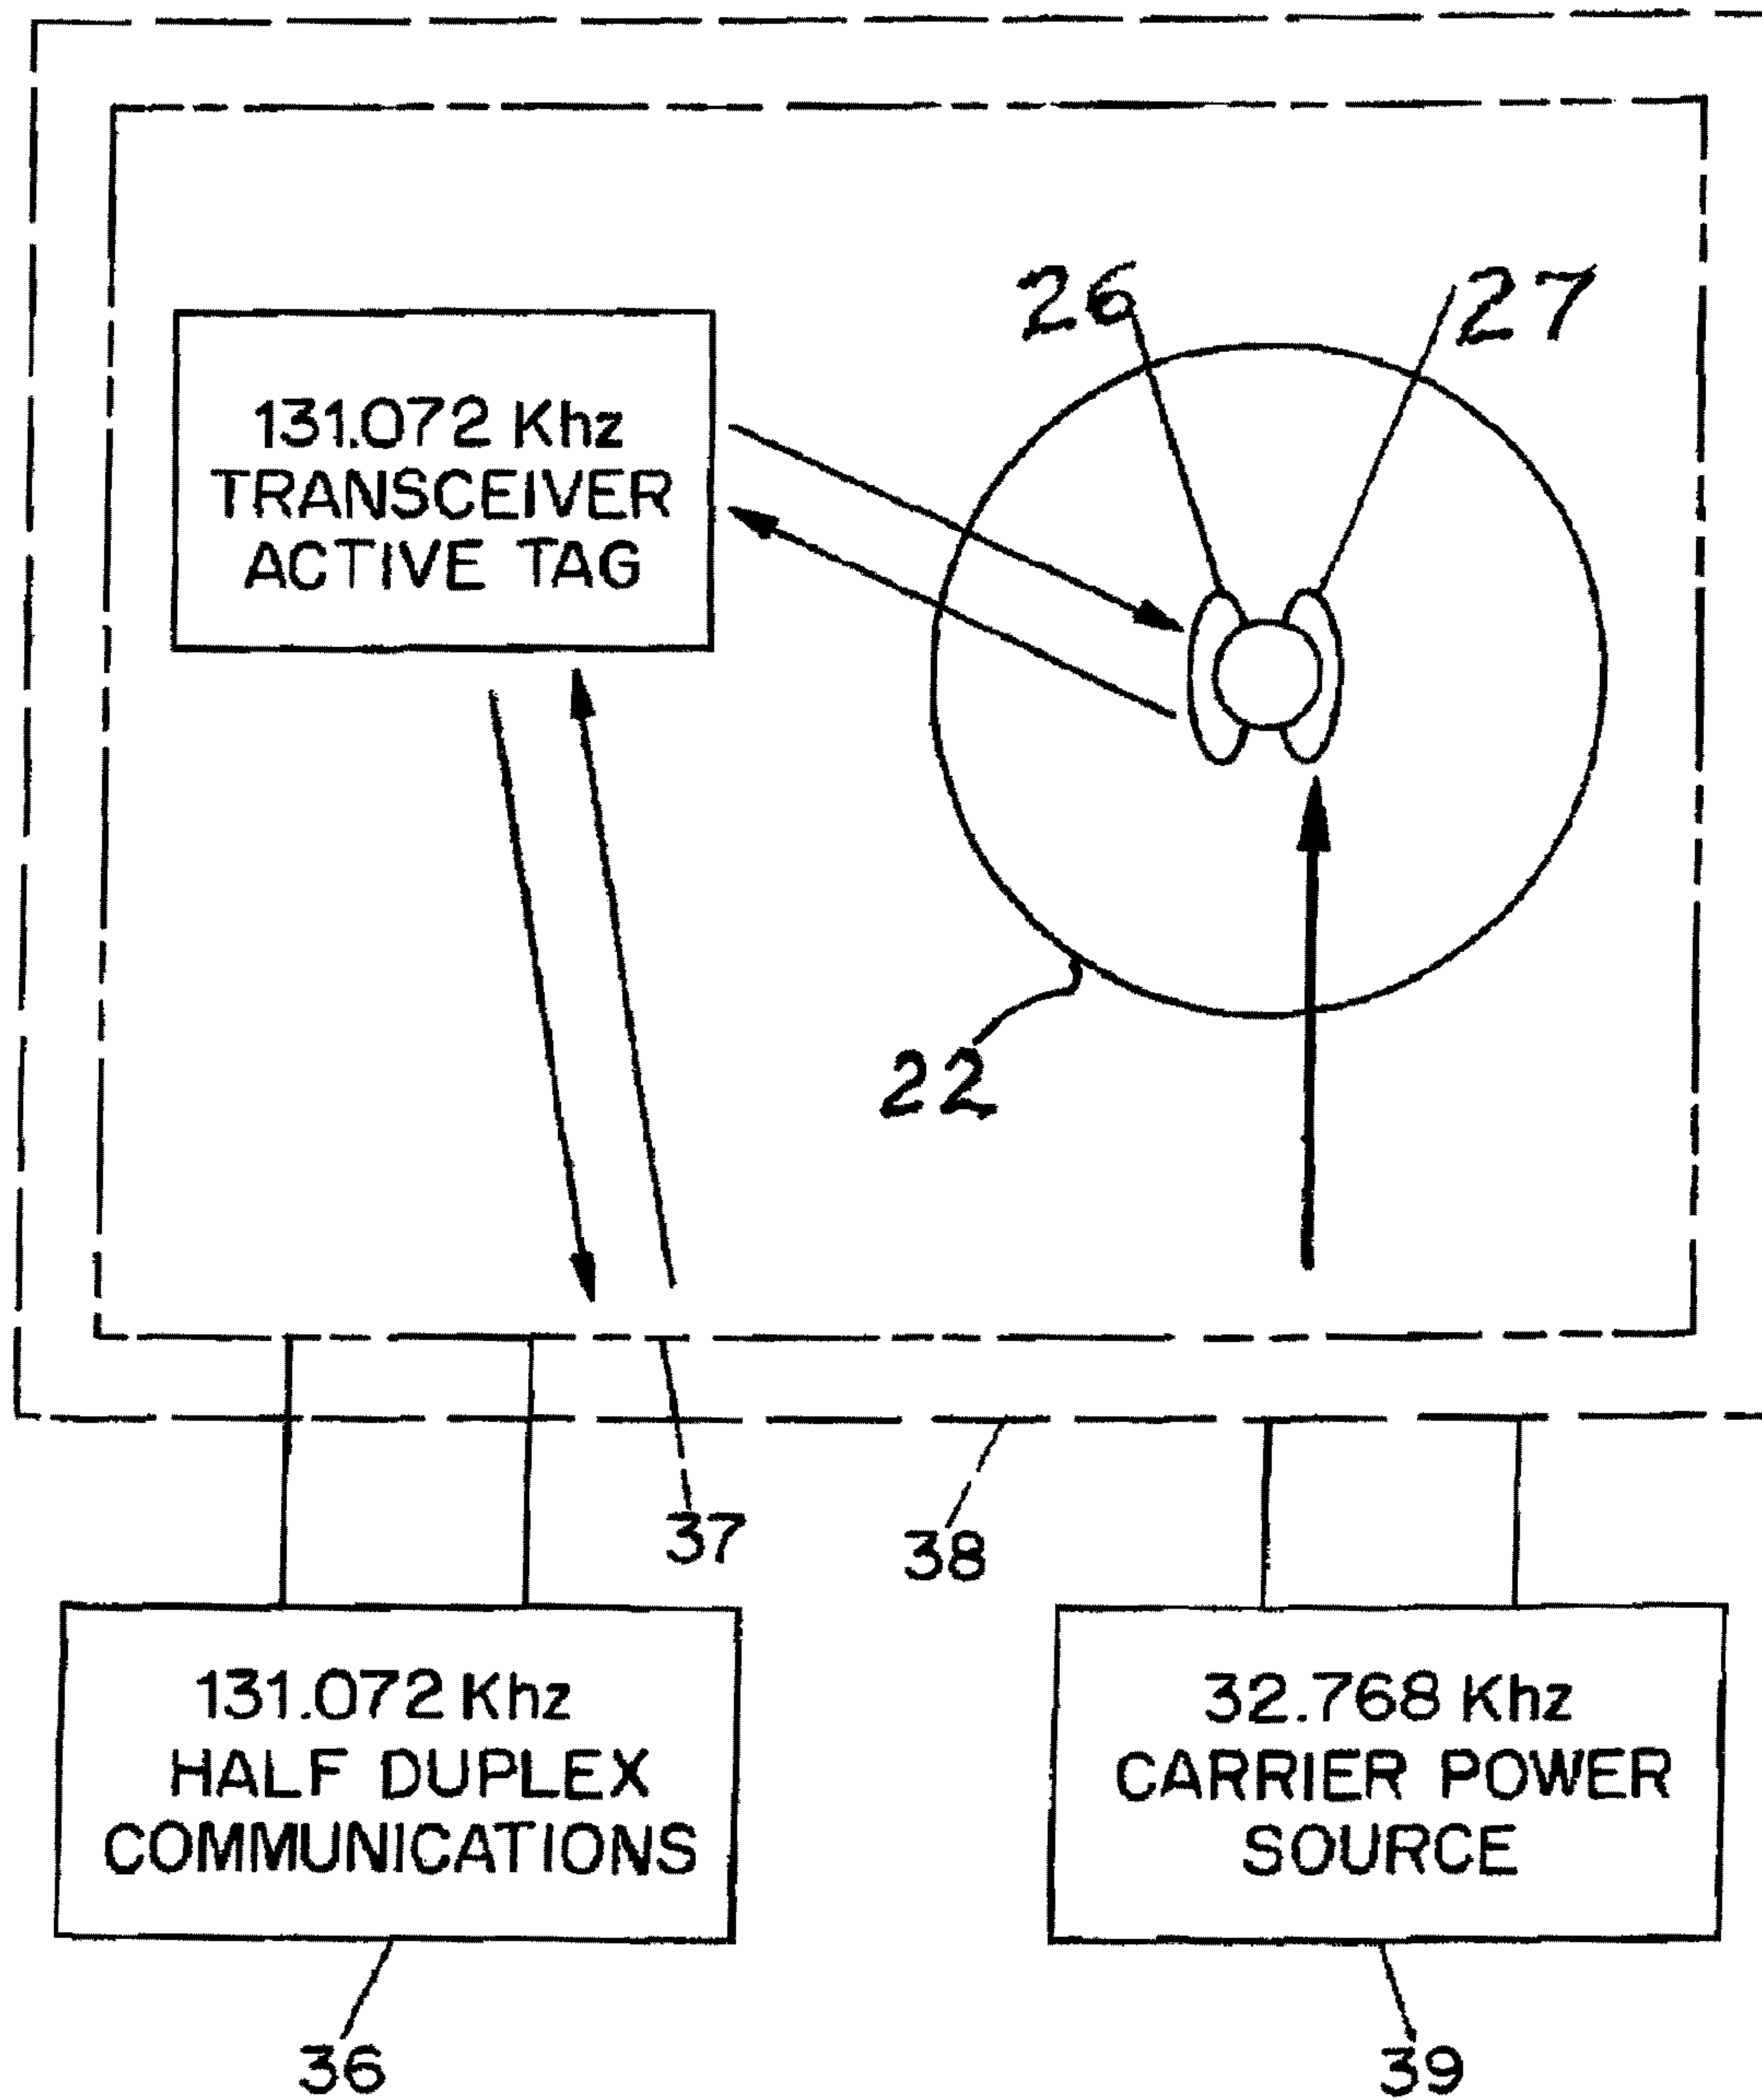 26
27
131.072 Khz
TRANSCEIVER
ACTIVE TAG
22
37
38
131.072 Khz
HALF DUPLEX
COMMUNICATIONS
32.768 Khz
CARRIER POWER
SOURCE
36
39